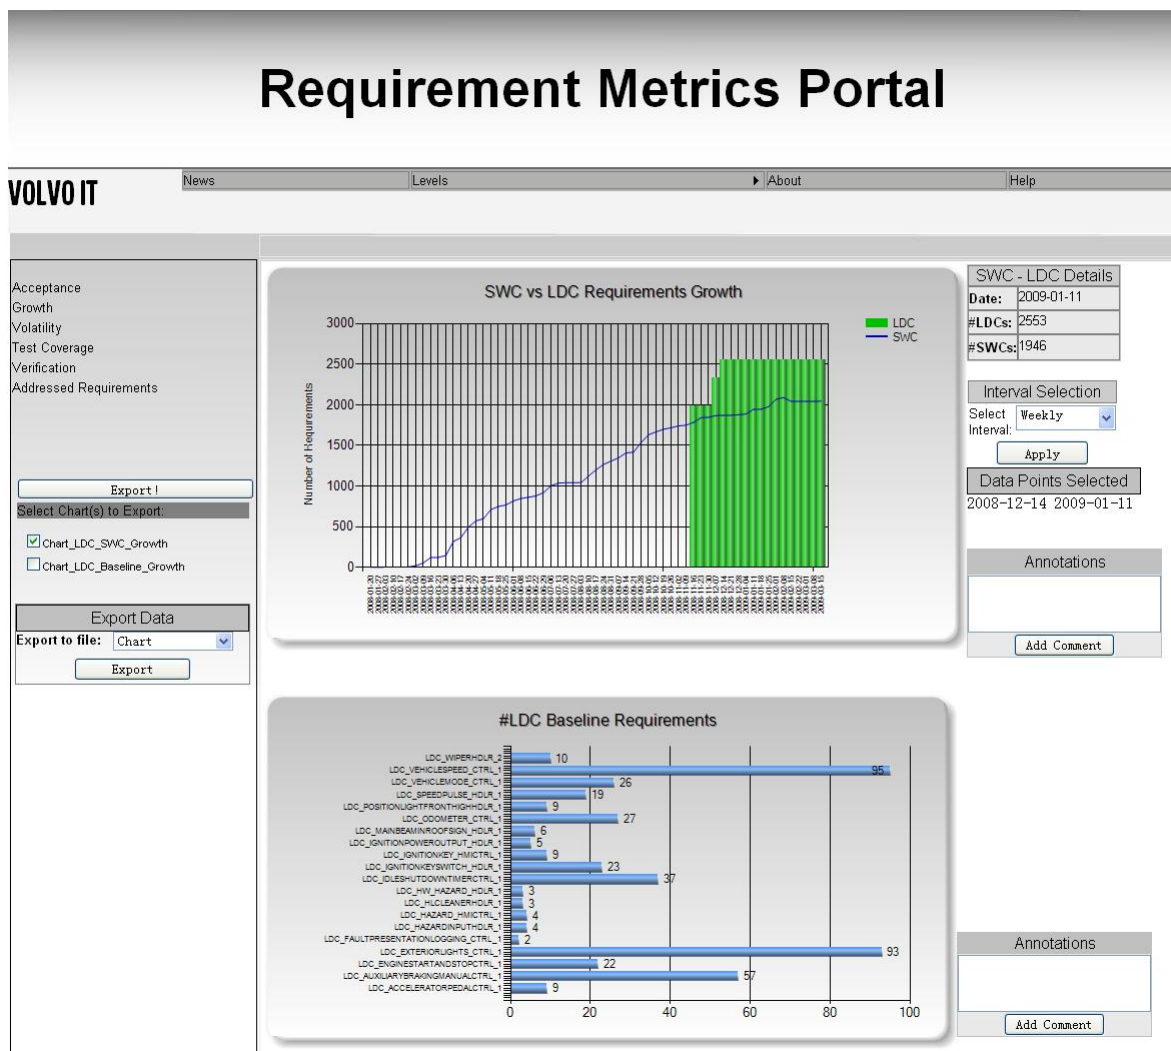 Requirement Metrics Portal
VOLVO IT
News
Levels
About
Help
Acceptance
Growth
Volatility
Test Coverage
Verification
Addressed Requirements
Export!
Select Chart(s) to Export:
Chart_LDC_SWC_Growth
Chart_LDC_Baseline_Growth
Export Data
Export to file: Chart
Export
SWC vs LDC Requirements Growth
LDC
SWC
Number of Requirements
3000
2500
2000
1500
1000
500
0
SWC - LDC Details
Date: 2009-01-11
#LDCs: 2553
#SWCs: 1946
Interval Selection
Select Interval: Weekly
Apply
Data Points Selected
2008-12-14 2009-01-11
Annotations
Add Comment
#LDC Baseline Requirements
LDC_WIPERHDLR_2 10
LDC_VEHICLESPEED_CTRL_1 95
LDC_VEHICLEMODE_CTRL_1 26
LDC_SPEEDPULSE_HDLR_1 19
LDC_POSITIONLIGHTFRONTHIGHHDLR_1 9
LDC_ODOMETER_CTRL_1 27
LDC_MAINBEAMINROOFSIGN_HDLR_1 6
LDC_IGNITIONPOWEROUTPUT_HDLR_1 5
LDC_IGNITIONKEY_HMICTRL_1 9
LDC_IGNITIONKEYSWITCH_HDLR_1 23
LDC_IDLESHUTDOWNTIMERCTRL_1 37
LDC_HW_HAZARD_HDLR_1 3
LDC_HLCLEANERHDLR_1 3
LDC_HAZARD_HMICTRL_1 4
LDC_HAZARDINPUTHDLR_1 4
LDC_FAULTPRESENTATIONLOGGING_CTRL_1 2
LDC_EXTERIORLIGHTS_CTRL_1 93
LDC_ENGINESTARTANDSTOPCTRL_1 22
LDC_AUXILIARYBRAKINGMANUALCTRL_1 57
LDC_ACCELERATORPEDALCTRL_1 9
0 20 40 60 80 100
Annotations
Add Comment